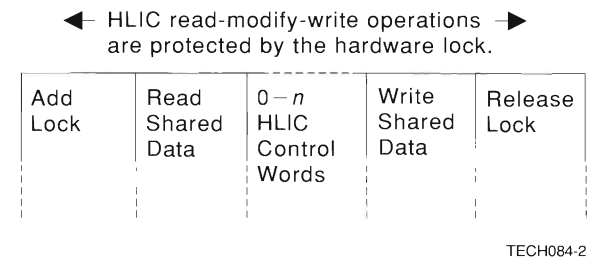 HLIC read-modify-write operations
are protected by the hardware lock.
Add
Lock
Read
Shared
Data
0–n
HLIC
Control
Words
Write
Shared
Data
Release
Lock
TECH084-2